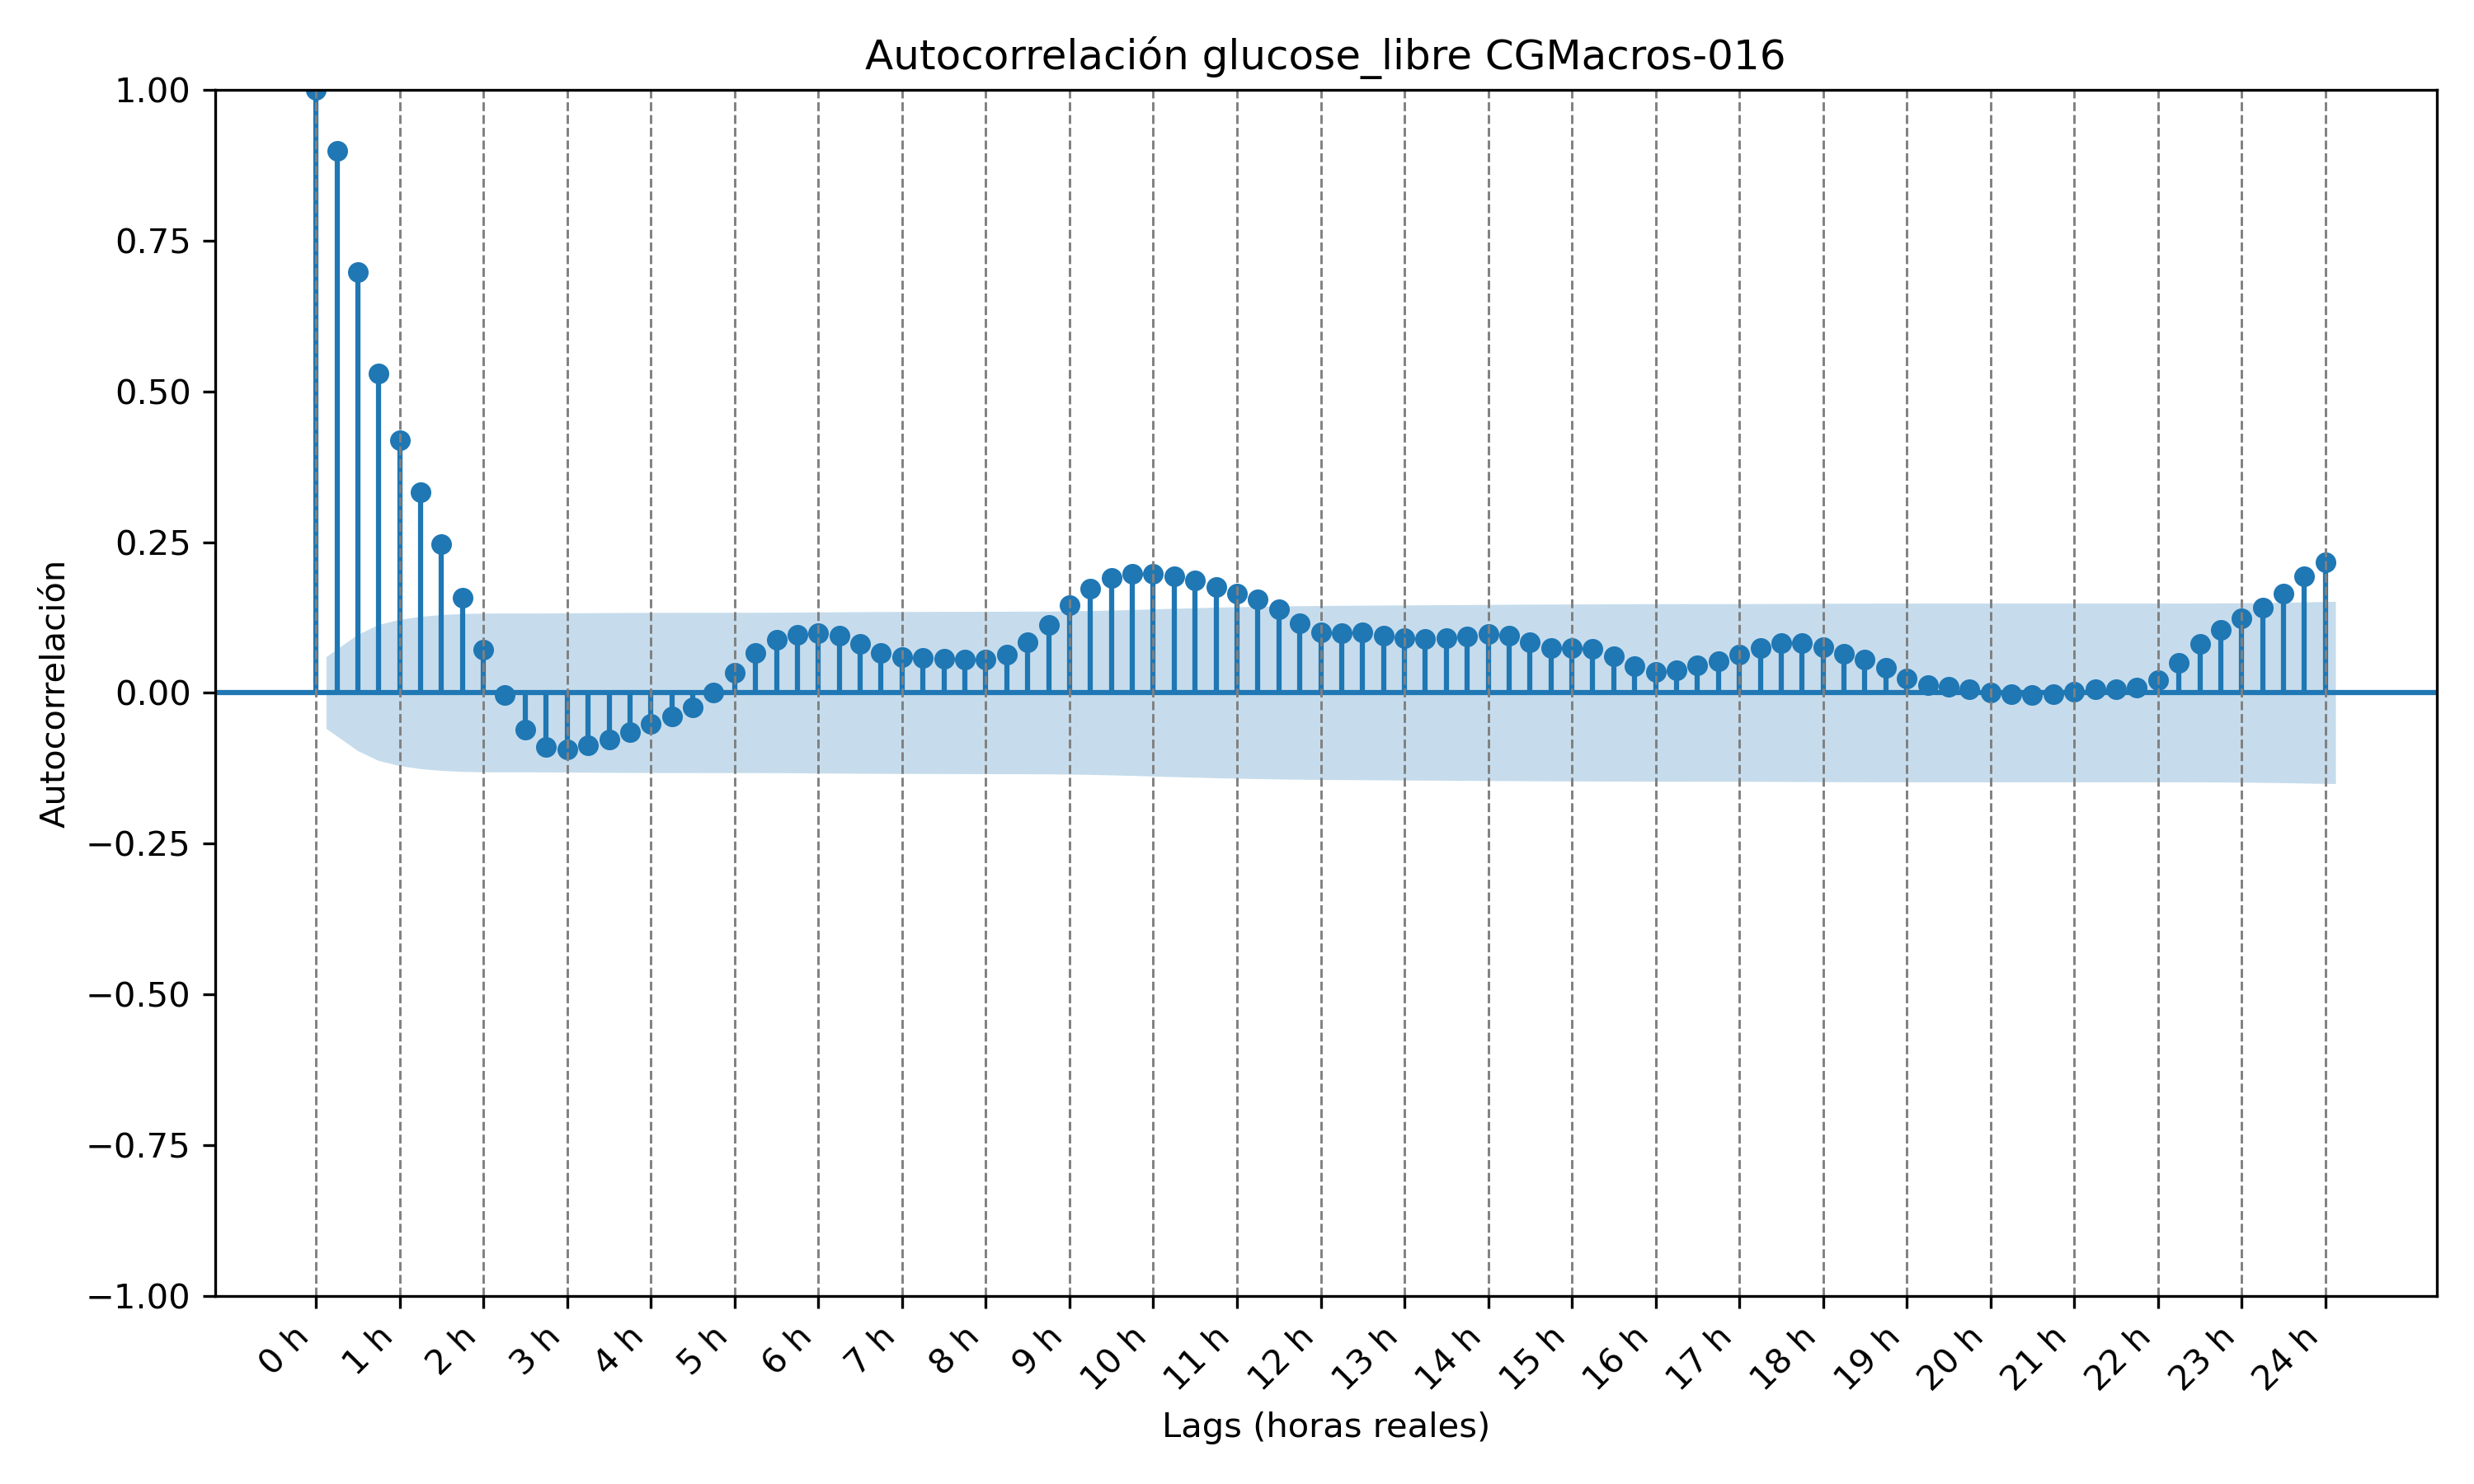 Autocorrelación glucose_libre CGMacros-016
1.00
0.75
0.50
0.25
0.00
−0.25
−0.50
−0.75
−1.00
Autocorrelación
0 h
1 h
2 h
3 h
4 h
5 h
6 h
7 h
8 h
9 h
10 h
11 h
12 h
13 h
14 h
15 h
16 h
17 h
18 h
19 h
20 h
21 h
22 h
23 h
24 h
Lags (horas reales)